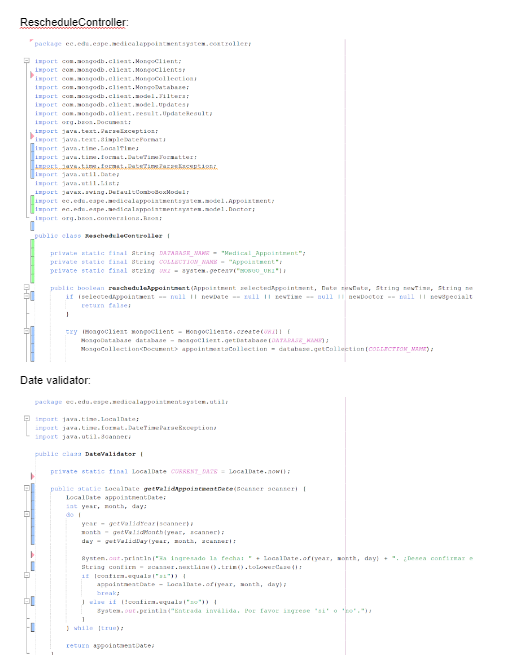 RescheduleController:
package ec.edu.espe.medicalappointmentsystem.controller;
import com.mongodb.client.MongoClient;
import com.mongodb.client.MongoClients;
import com.mongodb.client.MongoCollection;
import com.mongodb.client.MongoDatabase;
import com.mongodb.client.model.Filters;
import com.mongodb.client.model.Updates;
import com.mongodb.client.result.UpdateResult;
import org.bson.Document;
import java.text.ParseException;
import java.text.SimpleDateFormat;
import java.time.LocalTime;
import java.time.format.DateTimeFormatter;
import java.time.format.DateTimeParseException;
import java.util.Date;
import java.util.List;
import javax.swing.DefaultComboBoxModel;
import ec.edu.espe.medicalappointmentsystem.model.Appointment;
import ec.edu.espe.medicalappointmentsystem.model.Doctor;
import org.bson.conversions.Bson;
public class RescheduleController {
private static final String DATABASE_NAME = "Medical_Appointment";
private static final String COLLECTION_NAME = "Appointment";
private static final String URI = System.getenv("MONGO_URI");
public boolean rescheduleAppointment(Appointment selectedAppointment, Date newDate, String newTime, String ne
if (selectedAppointment == null || newDate == null || newTime == null || newDoctor == null || newSpecialt
return false;
}
try (MongoClient mongoClient = MongoClients.create(URI)) {
MongoDatabase database = mongoClient.getDatabase(DATABASE_NAME);
MongoCollection<Document> appointmentsCollection = database.getCollection(COLLECTION_NAME);
Date validator:
package ec.edu.espe.medicalappointmentsystem.util;
import java.time.LocalDate;
import java.time.format.DateTimeParseException;
import java.util.Scanner;
public class DateValidator {
private static final LocalDate CURRENT_DATE = LocalDate.now();
public static LocalDate getValidAppointmentDate(Scanner scanner) {
LocalDate appointmentDate;
int year, month, day;
do {
year = getValidYear(scanner);
month = getValidMonth(year, scanner);
day = getValidDay(year, month, scanner);
System.out.println("Ha ingresado la fecha: " + LocalDate.of(year, month, day) + ". ¿Desea confirmar e
String confirm = scanner.nextLine().trim().toLowerCase();
if (confirm.equals("si")) {
appointmentDate = LocalDate.of(year, month, day);
break;
} else if (!confirm.equals("no")) {
System.out.println("Entrada inválida. Por favor ingrese 'si' o 'no'.");
}
} while (true);
return appointmentDate;
}